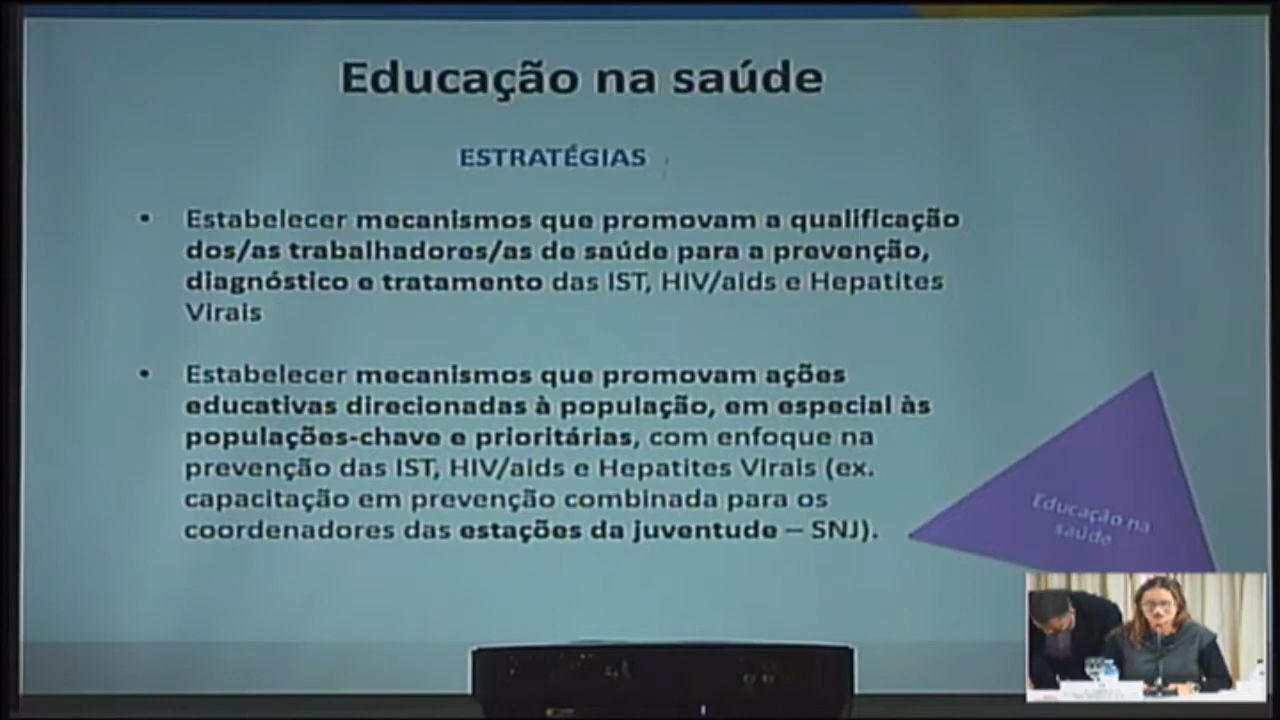 Educação na saúde
ESTRATÉGIAS
• Estabelecer mecanismos que promovam a qualificação
dos/as trabalhadores/as de saúde para a prevenção,
diagnóstico e tratamento das IST, HIV/aids e Hepatites
Virais
• Estabelecer mecanismos que promovam ações
educativas direcionadas à população, em especial às
populações-chave e prioritárias, com enfoque na
prevenção das IST, HIV/aids e Hepatites Virais (ex.
capacitação em prevenção combinada para os
coordenadores das estações da juventude – SNJ).
Educação na
saúde